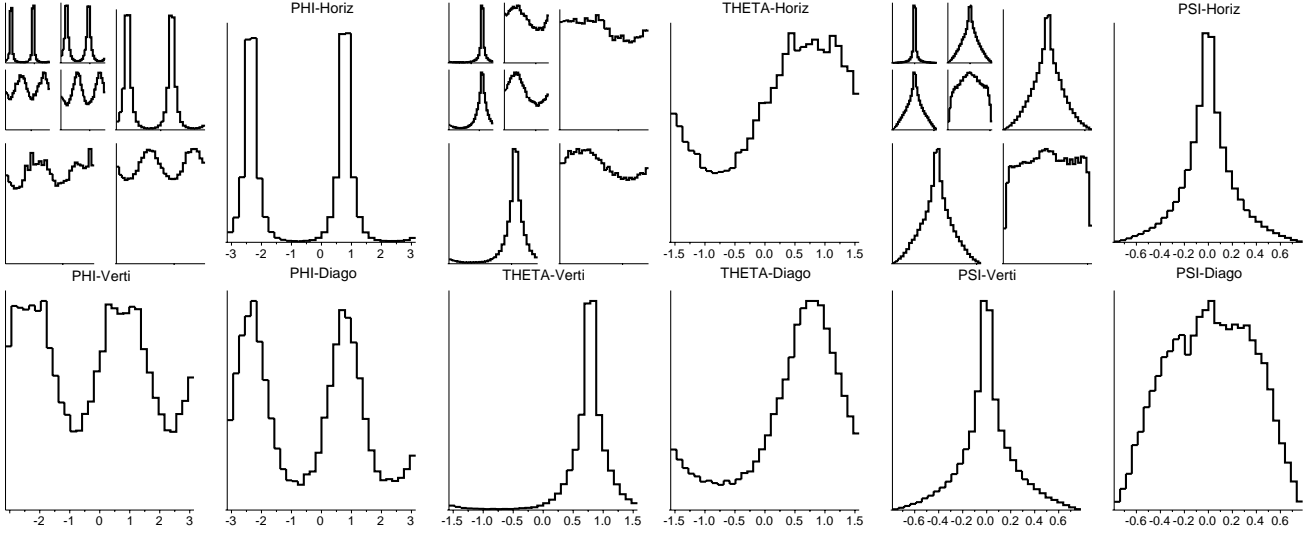 PHI-Horiz THETA-Horiz PSI-Horiz
-3 -2 -1 0 1 2 3 -1.5 -1.0 -0.5 0.0 0.5 1.0 1.5 -0.6 -0.4 -0.2 0.0 0.2 0.4 0.6
PHI-Verti PHI-Diago THETA-Verti THETA-Diago PSI-Verti PSI-Diago
-2 -1 0 1 2 3 -3 -2 -1 0 1 2 3 -1.5 -1.0 -0.5 0.0 0.5 1.0 1.5 -1.5 -1.0 -0.5 0.0 0.5 1.0 1.5 -0.6 -0.4 -0.2 0.0 0.2 0.4 0.6 -0.6 -0.4 -0.2 0.0 0.2 0.4 0.6